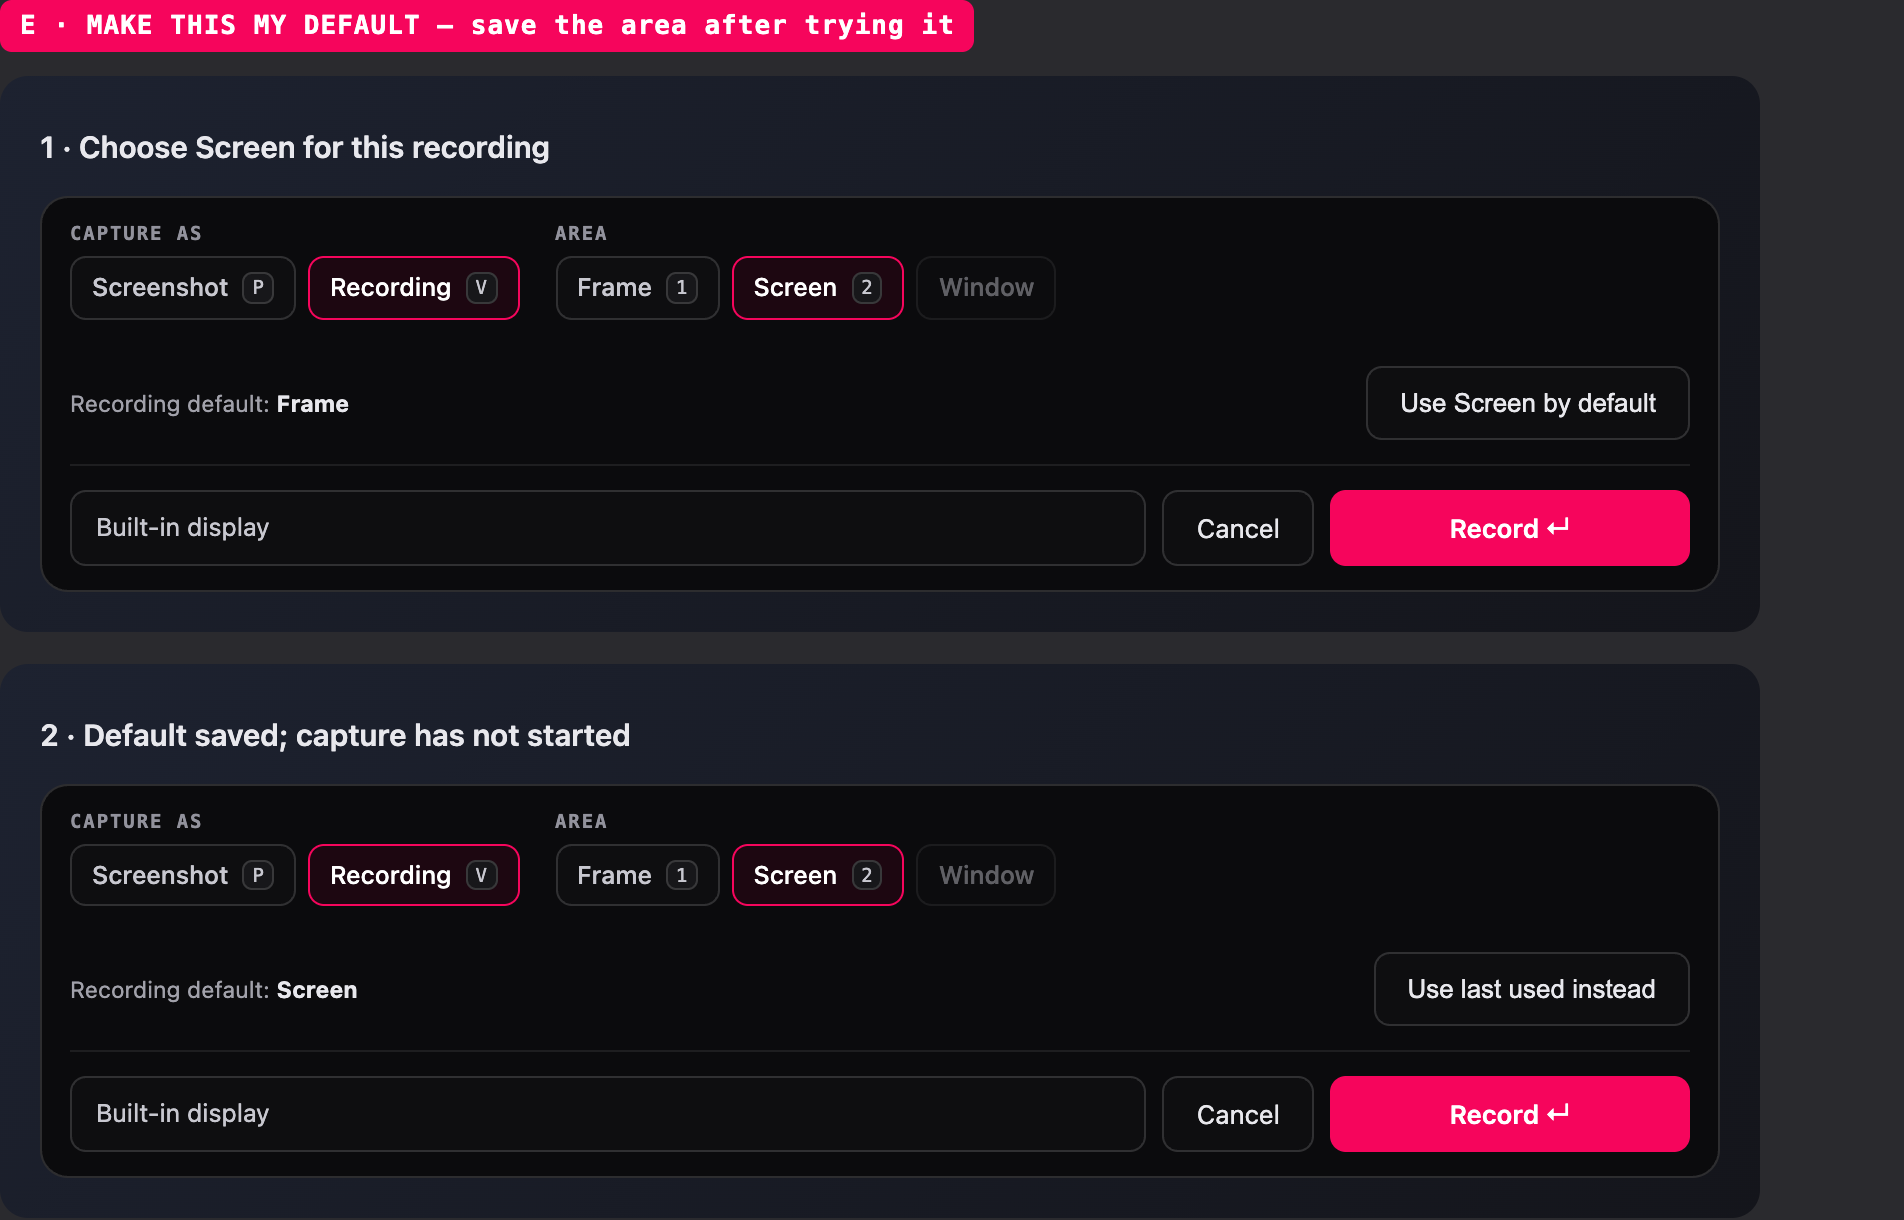 E · MAKE THIS MY DEFAULT — save the area after trying it
1 · Choose Screen for this recording
CAPTURE AS AREA
Screenshot P Recording V Frame 1 Screen 2 Window
Recording default: Frame Use Screen by default
Built-in display Cancel Record ↵
2 · Default saved; capture has not started
CAPTURE AS AREA
Screenshot P Recording V Frame 1 Screen 2 Window
Recording default: Screen Use last used instead
Built-in display Cancel Record ↵